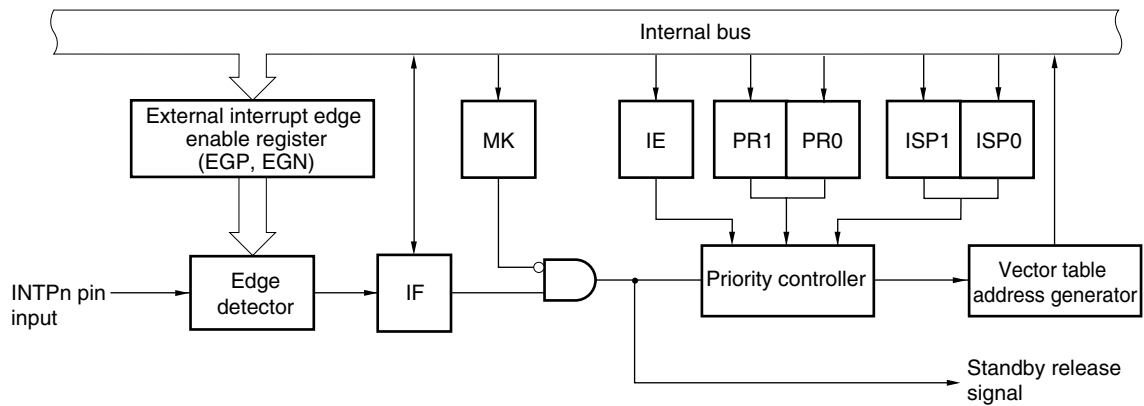 Internal bus
External interrupt edge
enable register
(EGP, EGN)
MK
IE
PR1
PR0
ISP1
ISP0
INTPn pin
input
Edge
detector
IF
Priority controller
Vector table
address generator
Standby release
signal